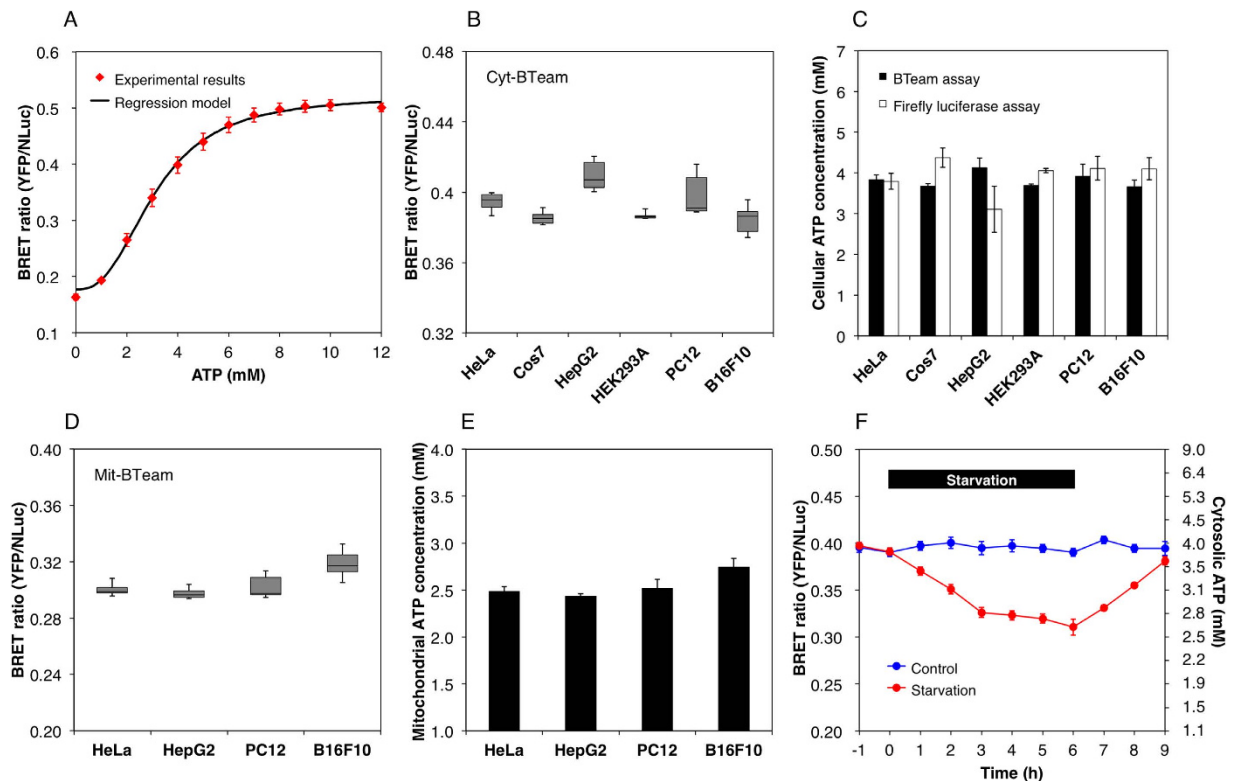 A
BRET ratio (YFP/NLuc)
0.6
0.5
0.4
0.3
0.2
0.1
Experimental results
Regression model
0 2 4 6 8 10 12
ATP (mM)
B
BRET ratio (YFP/NLuc)
0.48
0.44
0.4
0.36
0.32
Cyt-BTeam
HeLa Cos7 HepG2 HEK293A PC12 B16F10
C
Cellular ATP concentratiion (mM)
7
6
5
4
3
2
1
0
BTeam assay
Firefly luciferase assay
HeLa Cos7 HepG2 HEK293A PC12 B16F10
D
BRET ratio (YFP/NLuc)
0.40
0.36
0.32
0.28
0.24
0.20
Mit-BTeam
HeLa HepG2 PC12 B16F10
E
Mitochondrial ATP concentration (mM)
4.0
3.5
3.0
2.5
2.0
1.5
1.0
HeLa HepG2 PC12 B16F10
F
BRET ratio (YFP/NLuc)
0.50
0.45
0.40
0.35
0.30
0.25
0.20
Starvation
Control
Starvation
-1 0 1 2 3 4 5 6 7 8 9
Time (h)
9.0
6.4
5.3
4.5
4.0
3.5
3.1
2.8
2.5
2.2
1.9
1.5
1.1
Cytosolic ATP (mM)